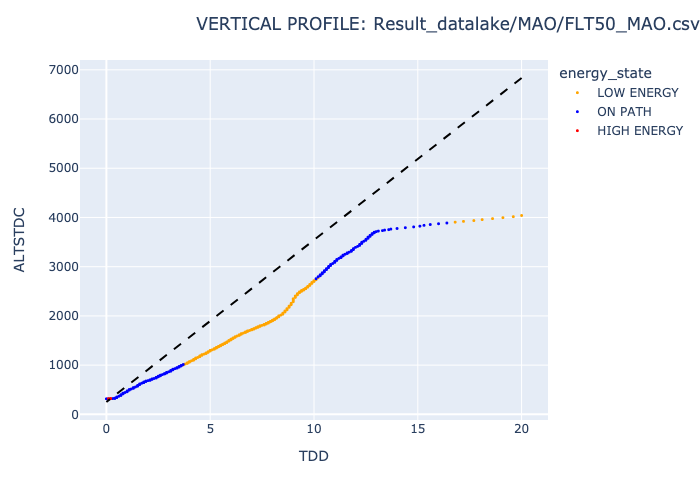 VERTICAL PROFILE: Result_datalake/MAO/FLT50_MAO.csv
energy_state
LOW ENERGY
ON PATH
HIGH ENERGY
7000
6000
5000
4000
3000
2000
1000
0
ALTSTDC
0 5 10 15 20
TDD